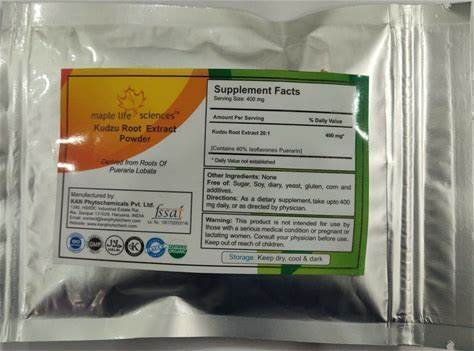 maple life sciences™
Kudzu Root Extract
Powder
Derived from Roots Of
Pueraria Lobata
Manufactured by:
KAN Phytochemicals Pvt. Ltd.
fssai
Supplement Facts
Serving Size: 400 mg
Amount Per Serving % Daily Value
Kudzu Root Extract 20:1 400 mg*
[Contains 40% Isoflavones Puerarin]
* Daily Value not established
Other Ingredients: None
Free of: Sugar, Soy, diary, yeast, gluten, corn and
additives.
Directions: As a dietary supplement, take upto 400
mg daily, or as directed by physician.
Warning: This product is not intended for use by
those with a serious medical condition or pregnant or
lactating women. Consult your physician before use.
Keep out of reach of children.
Storage: Keep dry, cool & dark
ISO
GMP
K